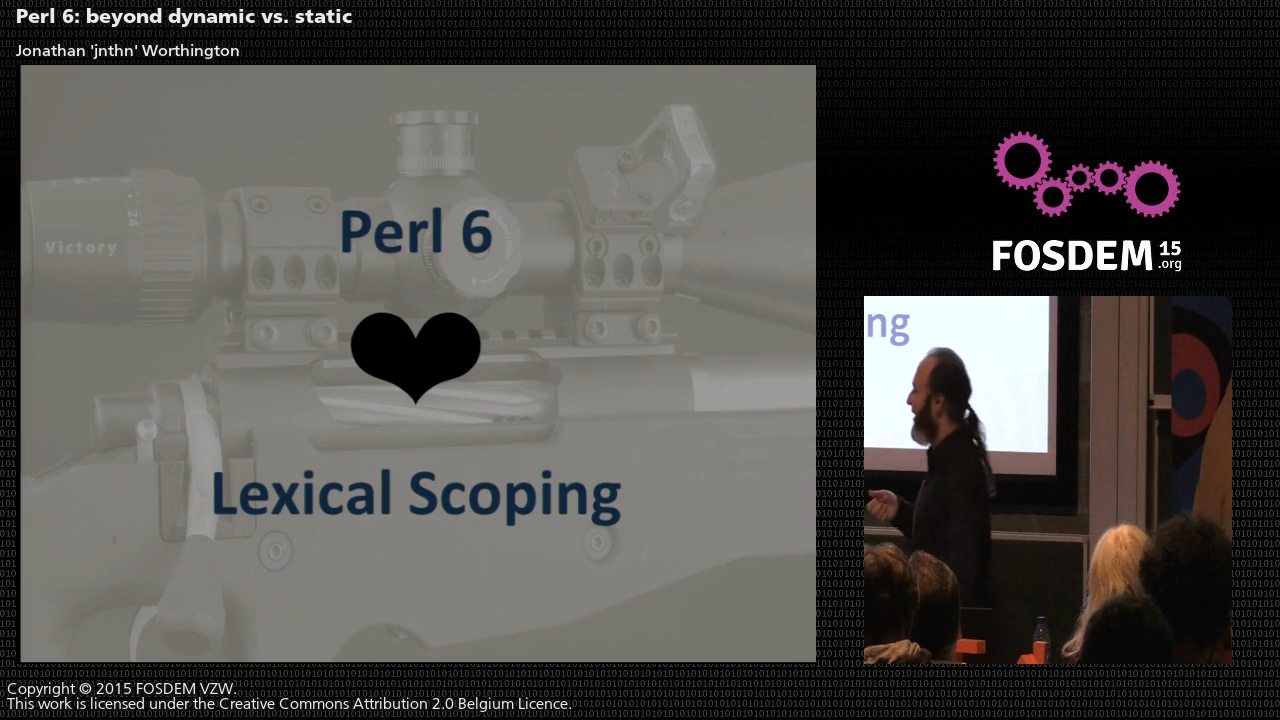 Perl 6: beyond dynamic vs. static
Jonathan 'jnthn' Worthington
24
Victory
Perl 6
Lexical Scoping
FOSDEM 15
.org
ng
Copyright © 2015 FOSDEM VZW.
This work is licensed under the Creative Commons Attribution 2.0 Belgium Licence.